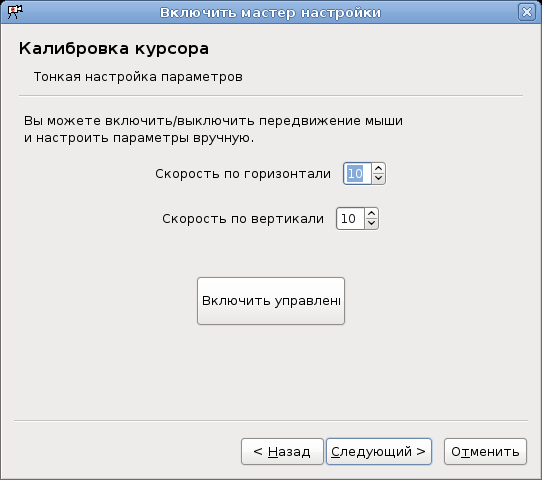 Включить мастер настройки
Калибровка курсора
Тонкая настройка параметров
Вы можете включить/выключить передвижение мыши
и настроить параметры вручную.
Скорость по горизонтали 10
Скорость по вертикали 10
Включить управлени
< Назад Следующий > Отменить